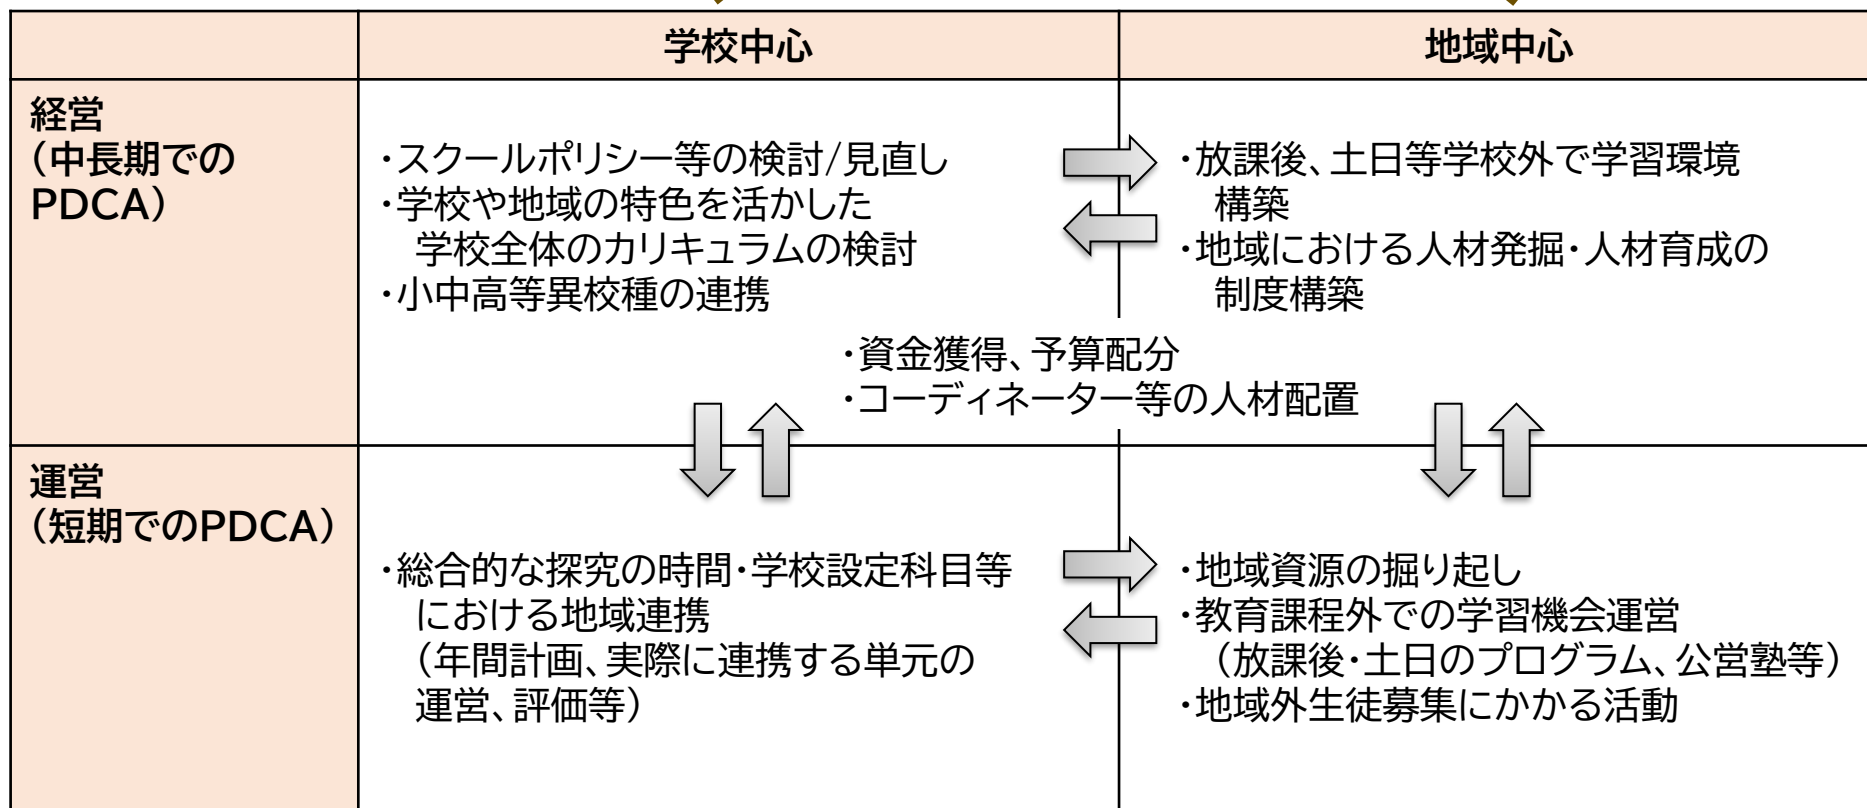 学校中心
地域中心
経営
(中長期での
PDCA)
・スクールポリシー等の検討/見直し
・学校や地域の特色を活かした
学校全体のカリキュラムの検討
・小中高等異校種の連携
・放課後、土日等学校外で学習環境
構築
・地域における人材発掘・人材育成の
制度構築
・資金獲得、予算配分
・コーディネーター等の人材配置
運営
(短期でのPDCA)
・総合的な探究の時間・学校設定科目等
における地域連携
(年間計画、実際に連携する単元の
運営、評価等)
・地域資源の掘り起し
・教育課程外での学習機会運営
(放課後・土日のプログラム、公営塾等)
・地域外生徒募集にかかる活動